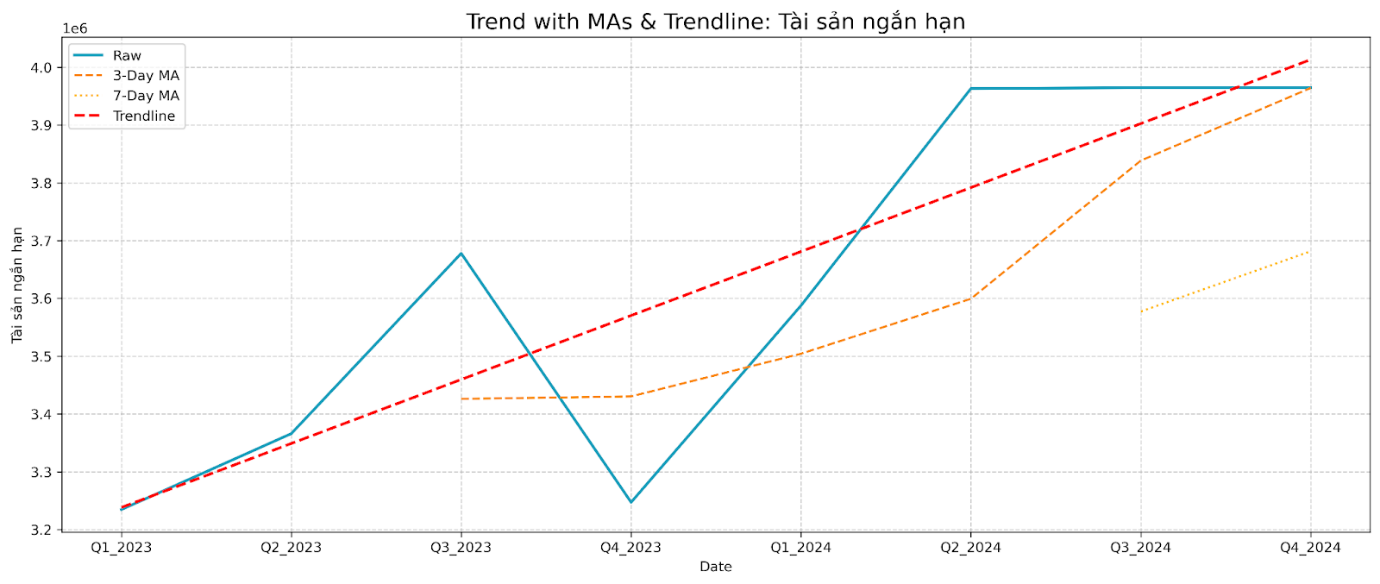 Trend with MAs & Trendline: Tài sản ngắn hạn
1e6
Raw
3-Day MA
7-Day MA
Trendline
4.0
3.9
3.8
3.7
3.6
3.5
3.4
3.3
3.2
Tài sản ngắn hạn
Q1_2023 Q2_2023 Q3_2023 Q4_2023 Q1_2024 Q2_2024 Q3_2024 Q4_2024
Date